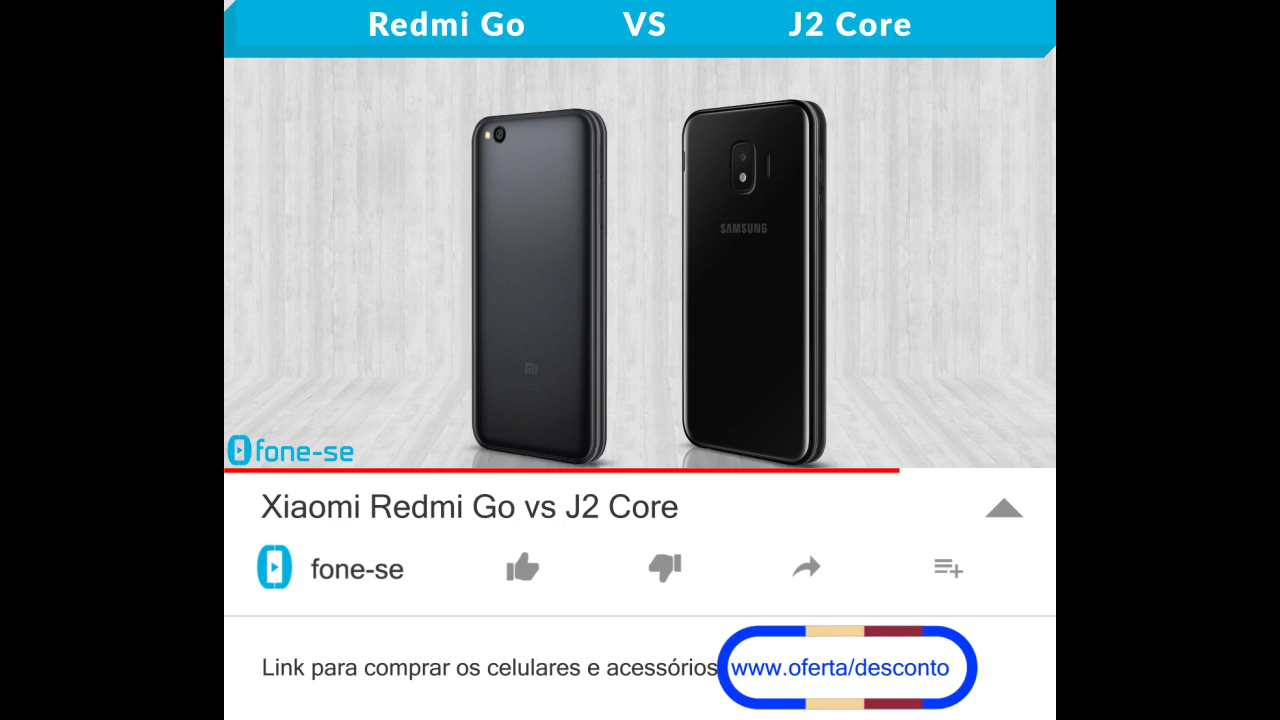 Redmi Go VS J2 Core
SAMSUNG
mi
fone-se
Xiaomi Redmi Go vs J2 Core
fone-se
Link para comprar os celulares e acessórios www.oferta/desconto